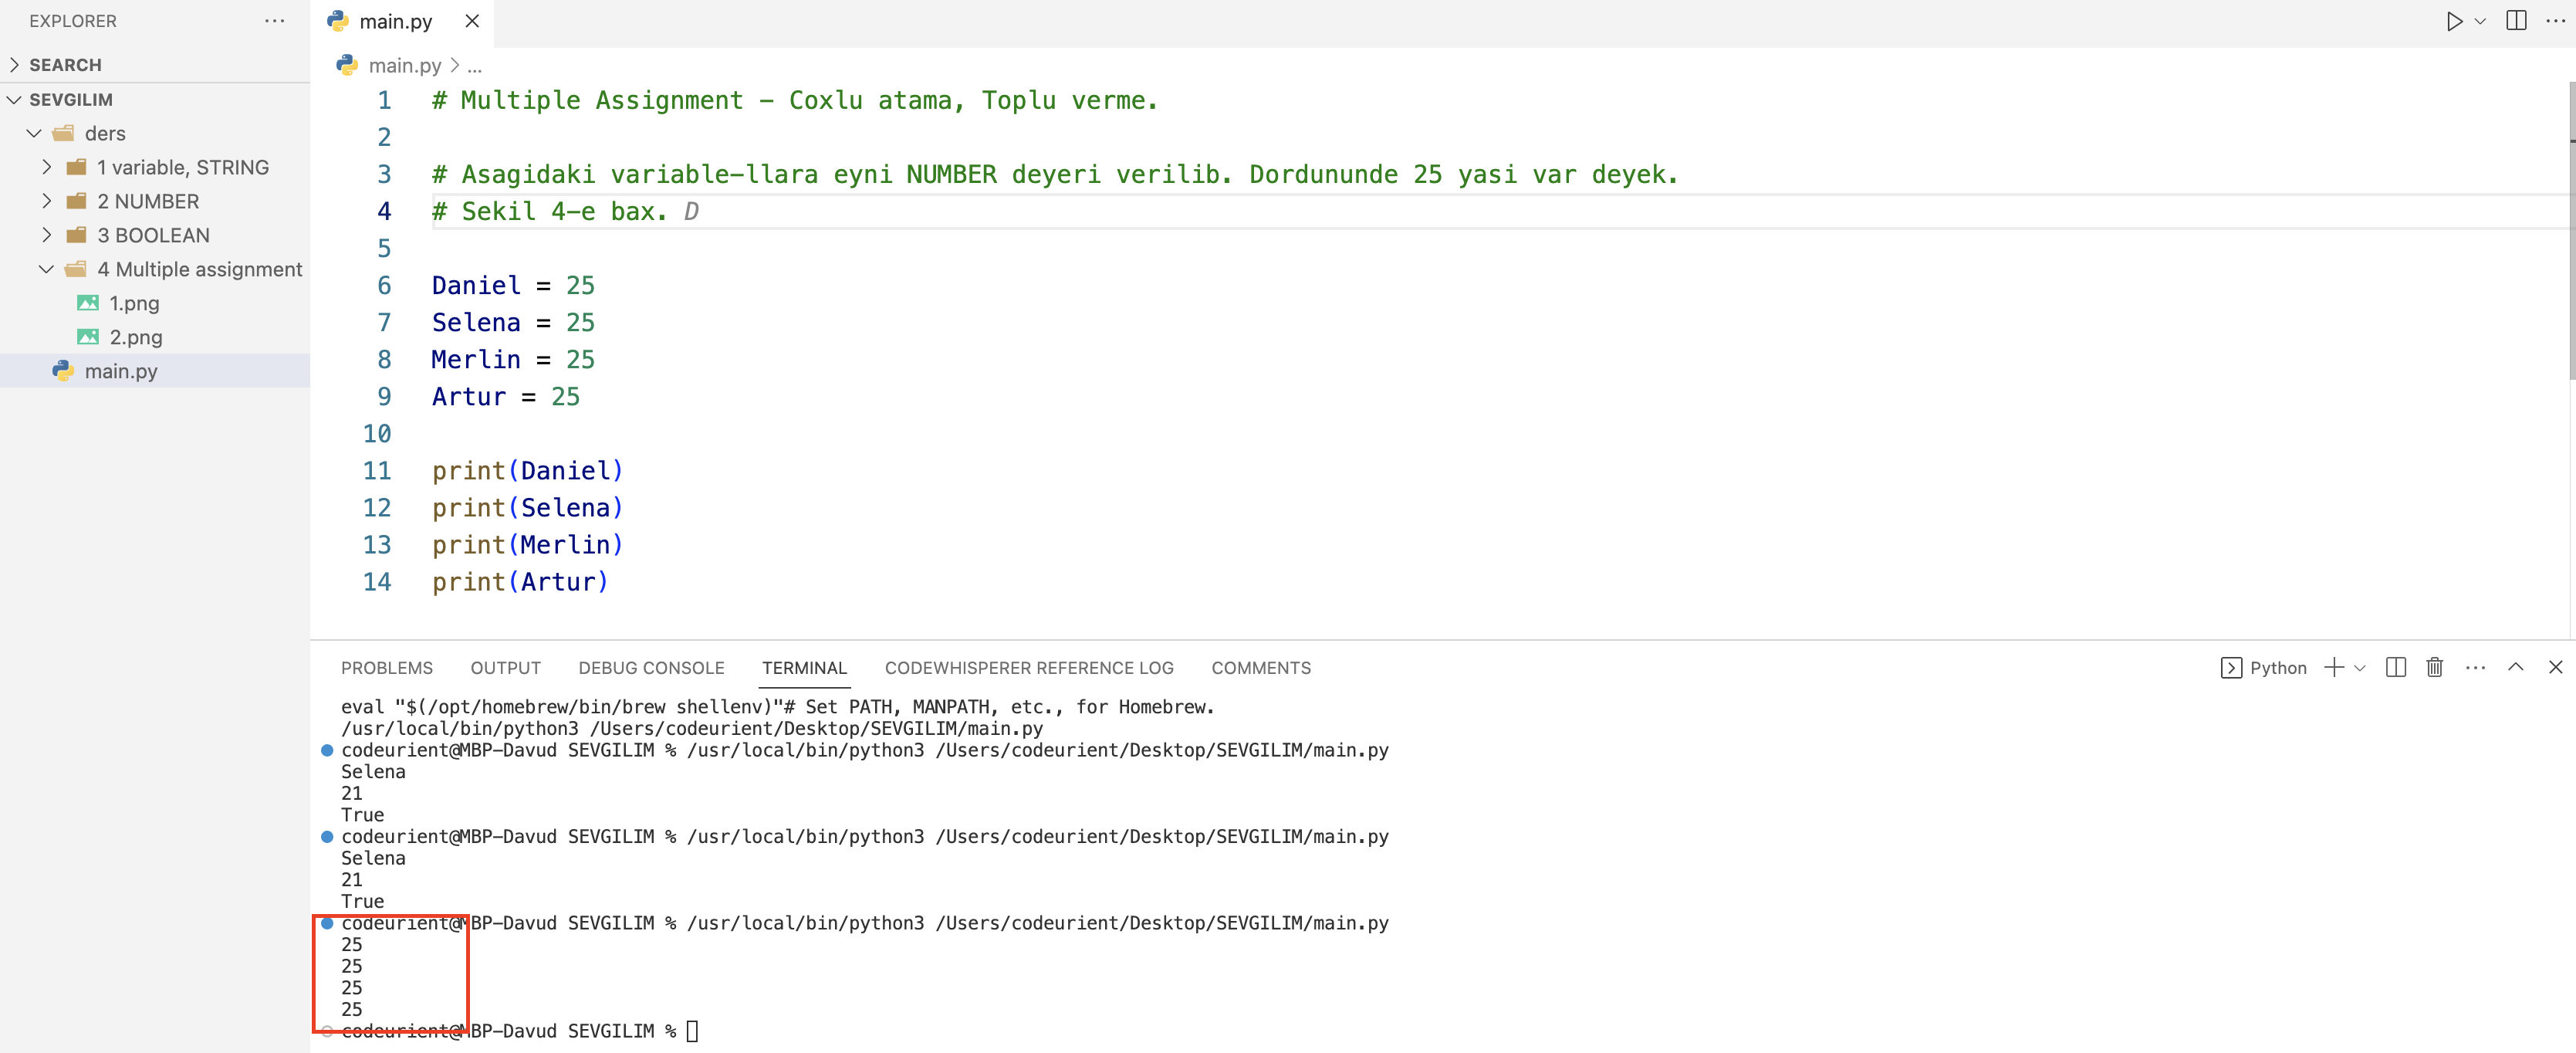 EXPLORER
SEARCH
SEVGILIM
ders
1 variable, STRING
2 NUMBER
3 BOOLEAN
4 Multiple assignment
1.png
2.png
main.py
main.py
main.py > ...
1 # Multiple Assignment - Coxlu atama, Toplu verme.
2
3 # Asagidaki variable-llara eyni NUMBER deyeri verilib. Dordununde 25 yasi var deyek.
4 # Sekil 4-e bax. D
5
6 Daniel = 25
7 Selena = 25
8 Merlin = 25
9 Artur = 25
10
11 print(Daniel)
12 print(Selena)
13 print(Merlin)
14 print(Artur)
PROBLEMS OUTPUT DEBUG CONSOLE TERMINAL CODEWHISPERER REFERENCE LOG COMMENTS Python
eval "$(/opt/homebrew/bin/brew shellenv)"# Set PATH, MANPATH, etc., for Homebrew.
/usr/local/bin/python3 /Users/codeurient/Desktop/SEVGILIM/main.py
codeurient@MBP-Davud SEVGILIM % /usr/local/bin/python3 /Users/codeurient/Desktop/SEVGILIM/main.py
Selena
21
True
codeurient@MBP-Davud SEVGILIM % /usr/local/bin/python3 /Users/codeurient/Desktop/SEVGILIM/main.py
Selena
21
True
codeurient@MBP-Davud SEVGILIM % /usr/local/bin/python3 /Users/codeurient/Desktop/SEVGILIM/main.py
25
25
25
25
codeurient@MBP-Davud SEVGILIM %